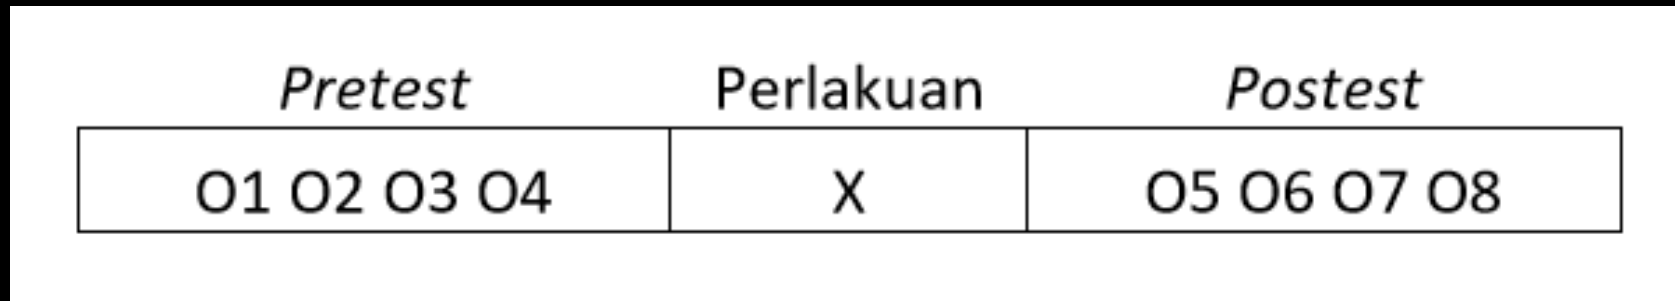 Pretest Perlakuan Postest
O1 O2 O3 O4 X O5 O6 O7 O8